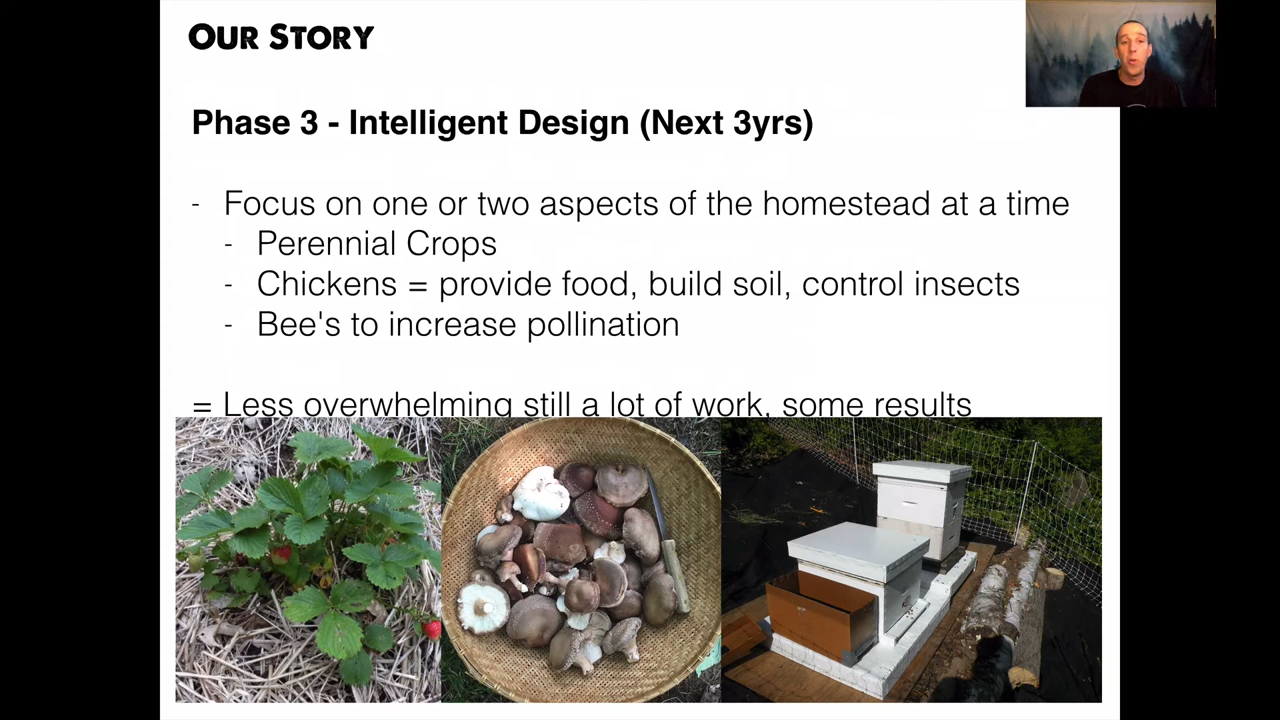 OUR STORY
Phase 3 - Intelligent Design (Next 3yrs)
- Focus on one or two aspects of the homestead at a time
- Perennial Crops
- Chickens = provide food, build soil, control insects
- Bee's to increase pollination
= Less overwhelming still a lot of work, some results